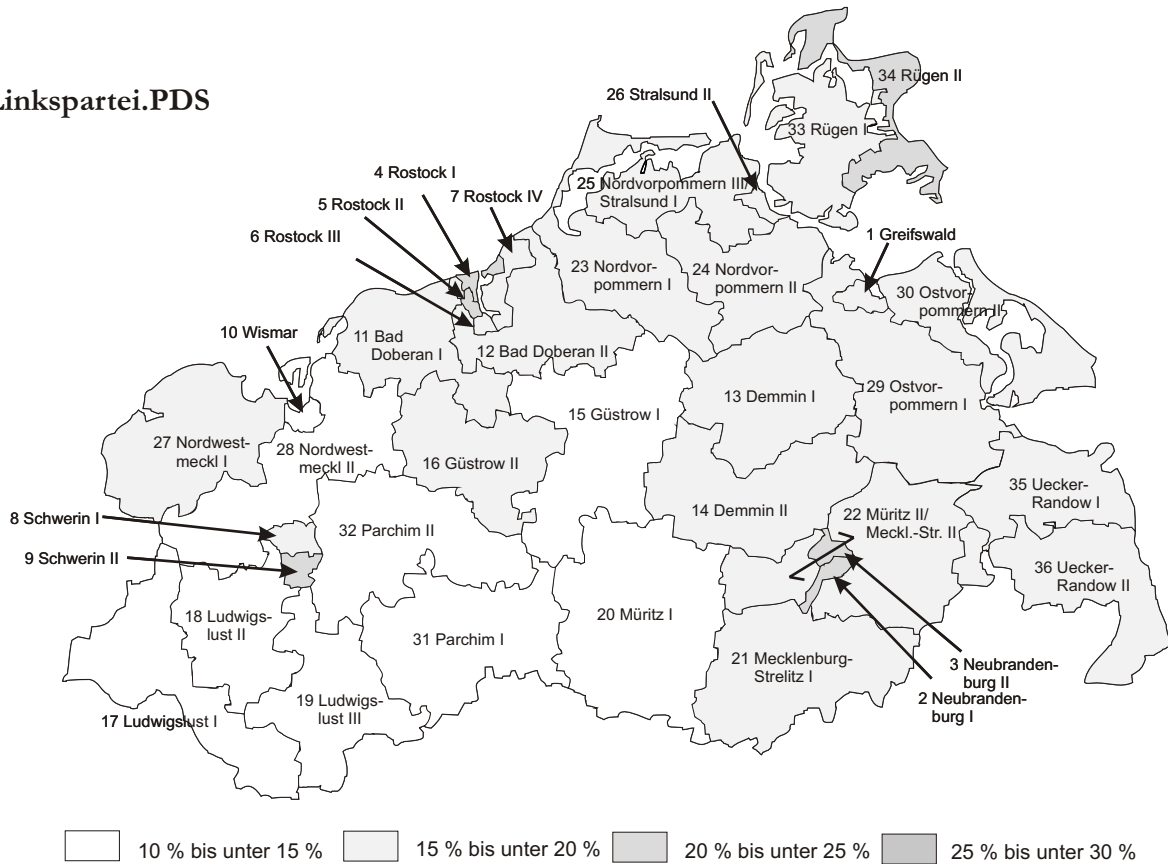 Linkspartei.PDS
34 Rügen II
26 Stralsund II
33 Rügen I
4 Rostock I
7 Rostock IV
25 Nordvorpommern III/
Stralsund I
5 Rostock II
6 Rostock III
1 Greifswald
23 Nordvor-
pommern I
24 Nordvor-
pommern II
30 Ostvor-
pommern II
10 Wismar
11 Bad
Doberan I
12 Bad Doberan II
13 Demmin I
29 Ostvor-
pommern I
15 Güstrow I
27 Nordwest-
meckl I
28 Nordwest-
meckl II
16 Güstrow II
35 Uecker-
Randow I
8 Schwerin I
32 Parchim II
14 Demmin II
22 Müritz II/
Meckl.-Str. II
9 Schwerin II
36 Uecker-
Randow II
18 Ludwigs-
lust II
31 Parchim I
20 Müritz I
21 Mecklenburg-
Strelitz I
3 Neubranden-
burg II
2 Neubranden-
burg I
17 Ludwigslust I
19 Ludwigs-
lust III
10 % bis unter 15 %
15 % bis unter 20 %
20 % bis unter 25 %
25 % bis unter 30 %